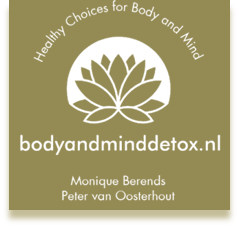 Healthy Choices for Body and Mind
bodyandminddetox.nl
Monique Berends
Peter van Oosterhout